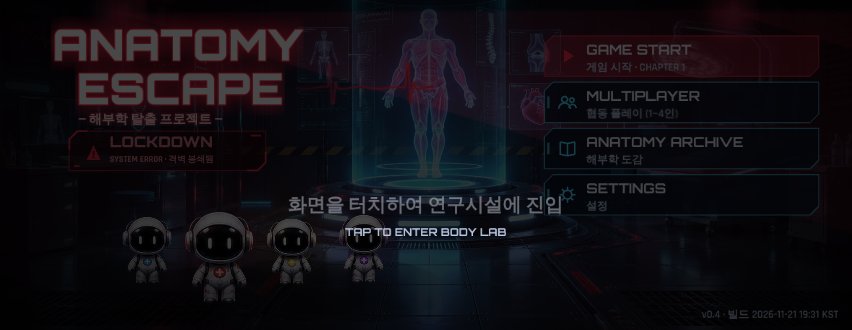 ANATOMY
ESCAPE
– 해부학 탈출 프로젝트 –
LOCKDOWN
SYSTEM ERROR · 격벽 봉쇄됨
GAME START
게임 시작 · CHAPTER 1
MULTIPLAYER
협동 플레이 (1~4인)
ANATOMY ARCHIVE
해부학 도감
SETTINGS
설정
화면을 터치하여 연구시설에 진입
TAP TO ENTER BODY LAB
v0.4 · 빌드 2026-11-21 19:31 KST